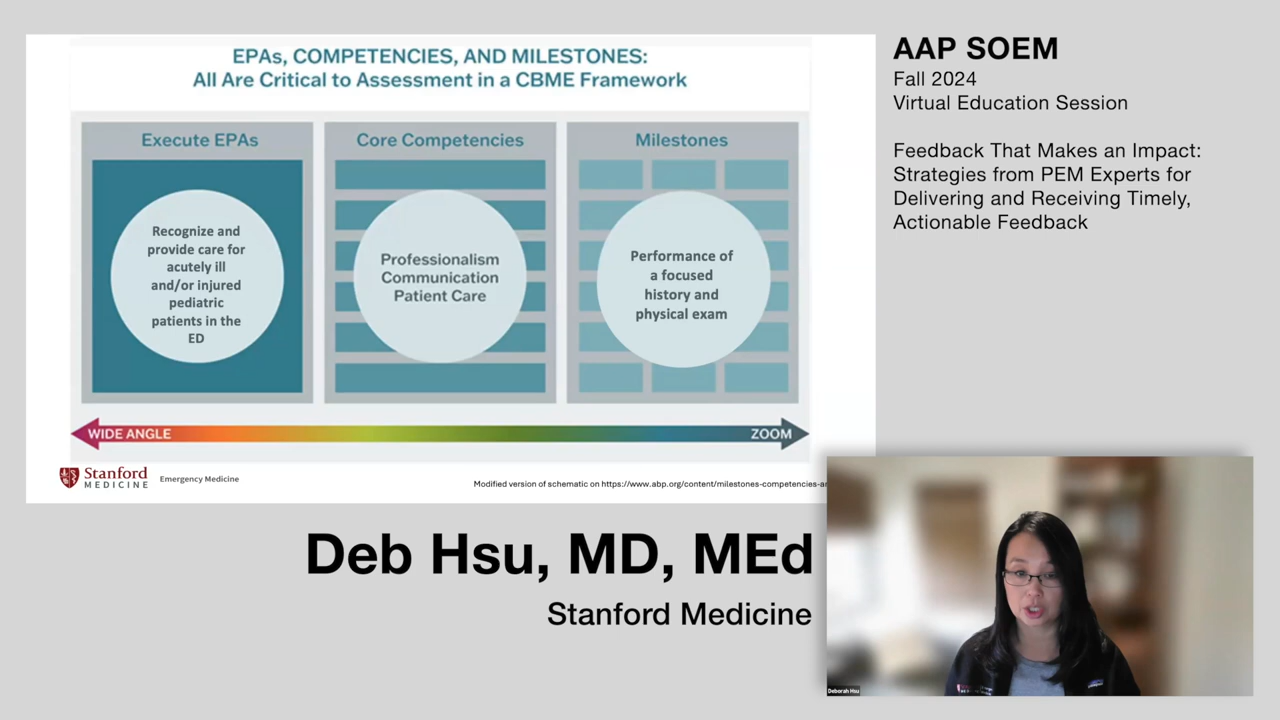 EPAs, COMPETENCIES, AND MILESTONES:
All Are Critical to Assessment in a CBME Framework
Execute EPAs
Recognize and
provide care for
acutely ill
and/or injured
pediatric
patients in the
ED
Core Competencies
Professionalism
Communication
Patient Care
Milestones
Performance of
a focused
history and
physical exam
WIDE ANGLE
ZOOM
Stanford
MEDICINE
Emergency Medicine
Modified version of schematic on https://www.abp.org/content/milestones-competencies-
AAP SOEM
Fall 2024
Virtual Education Session
Feedback That Makes an Impact:
Strategies from PEM Experts for
Delivering and Receiving Timely,
Actionable Feedback
Deb Hsu, MD, MEd
Stanford Medicine
Deborah Hsu